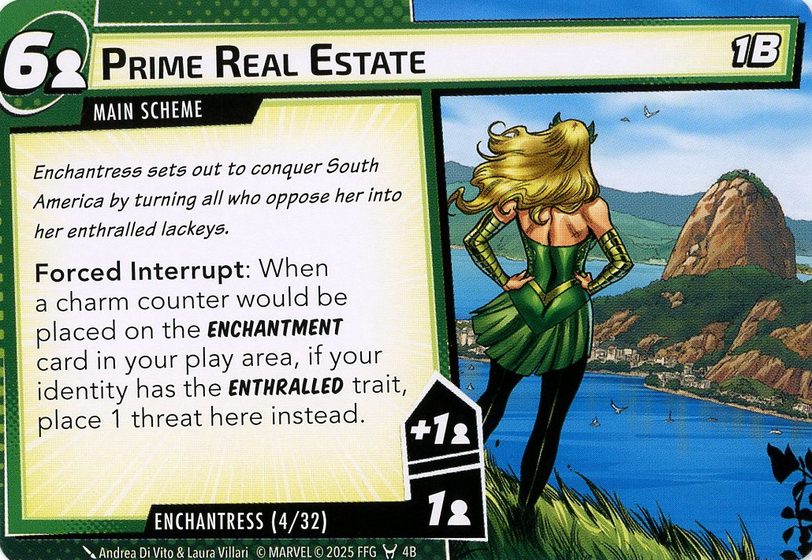 6
PRIME REAL ESTATE
1B
MAIN SCHEME
Enchantress sets out to conquer South
America by turning all who oppose her into
her enthralled lackeys.
Forced Interrupt: When
a charm counter would be
placed on the ENCHANTMENT
card in your play area, if your
identity has the ENTHRALLED trait,
place 1 threat here instead.
+1
1
ENCHANTRESS (4/32)
Andrea Di Vito & Laura Villari © MARVEL © 2025 FFG 4B